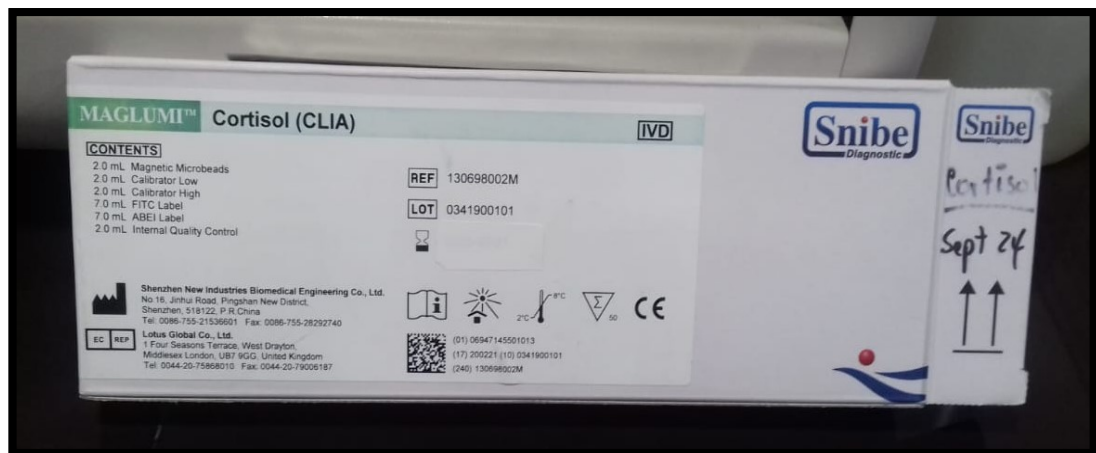 MAGLUMI™ Cortisol (CLIA)
IVD
CONTENTS
2.0 mL Magnetic Microbeads
2.0 mL Calibrator Low
2.0 mL Calibrator High
7.0 mL FITC Label
7.0 mL ABEI Label
2.0 mL Internal Quality Control
REF 130698002M
LOT 0341900101
Shenzhen New Industries Biomedical Engineering Co., Ltd.
No.16, Jinhui Road, Pingshan New District,
Shenzhen, 518122, P.R.China
Tel: 0086-755-21536601 Fax: 0086-755-28292740
EC REP
Lotus Global Co., Ltd.
1 Four Seasons Terrace, West Drayton,
Middlesex London, UB7 9GG, United Kingdom
Tel: 0044-20-75868010 Fax: 0044-20-79006187
i
2°C
8°C
Σ
50
CE
(01) 06947145501013
(17) 200221 (10) 0341900101
(240) 130698002M
Snibe
Diagnostic
Snibe
Diagnostic
Cortisol
Sept 24